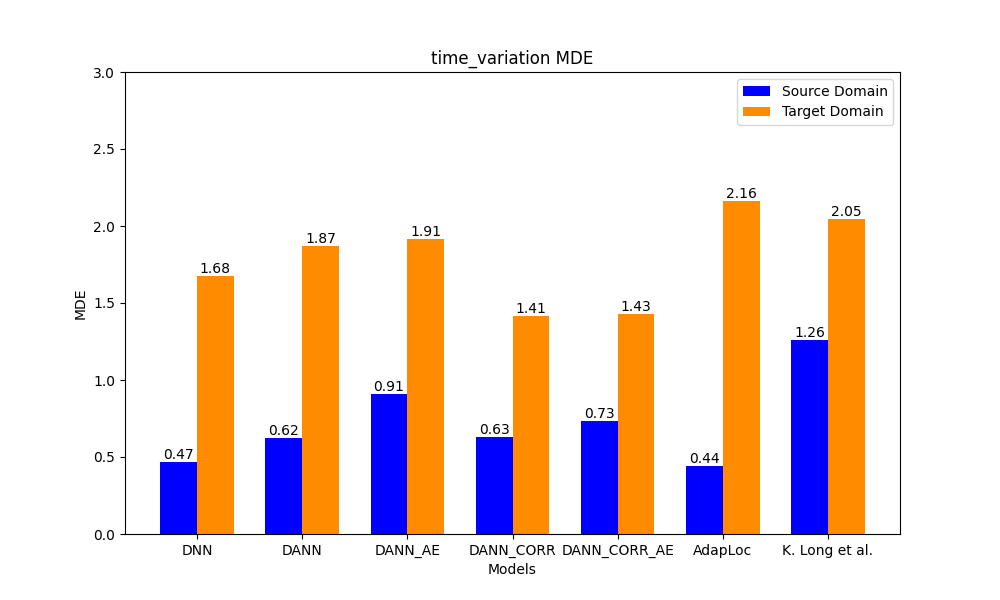 time_variation MDE
Source Domain
Target Domain
3.0
2.5
2.0
1.5
1.0
0.5
0.0
MDE
0.47
1.68
0.62
1.87
0.91
1.91
0.63
1.41
0.73
1.43
0.44
2.16
1.26
2.05
DNN
DANN
DANN_AE
DANN_CORR
DANN_CORR_AE
AdapLoc
K. Long et al.
Models